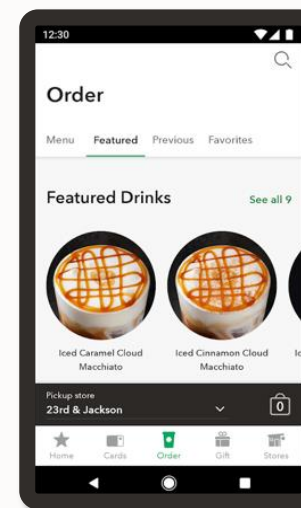 12:30
Order
Menu Featured Previous Favorites
Featured Drinks See all 9
Iced Caramel Cloud
Macchiato
Iced Cinnamon Cloud
Macchiato
Pickup store
23rd & Jackson
0
Home Cards Order Gift Stores